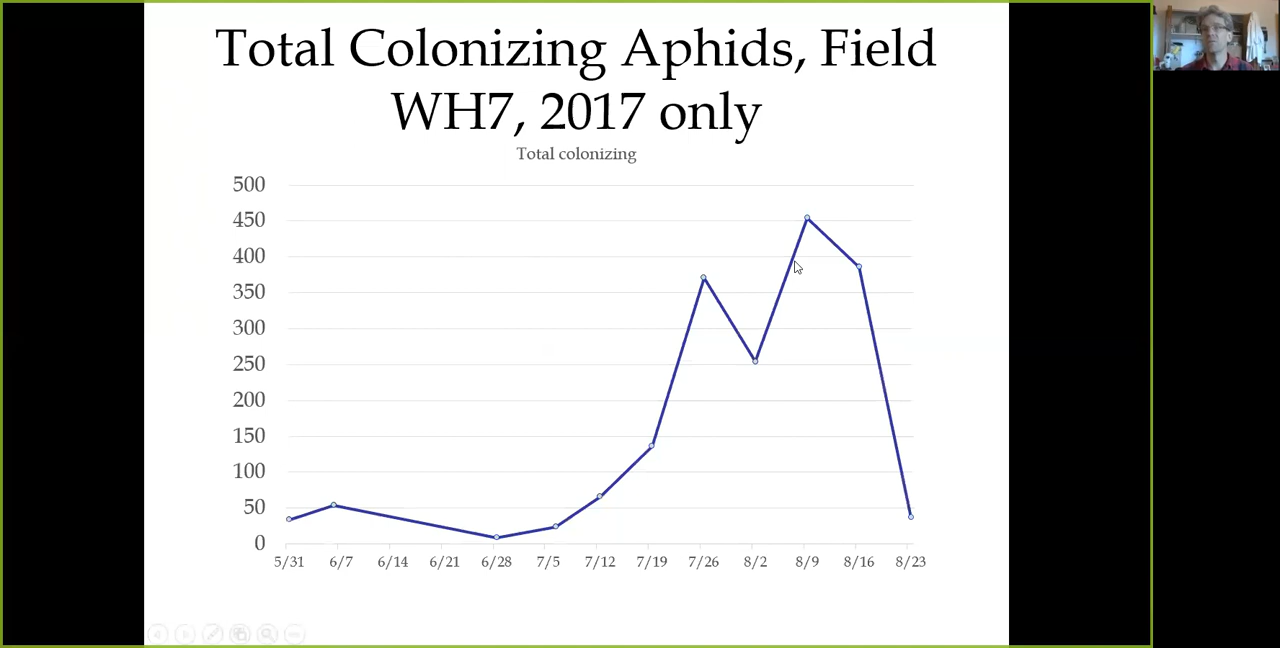 Total Colonizing Aphids, Field
WH7, 2017 only
Total colonizing
500
450
400
350
300
250
200
150
100
50
0
5/31 6/7 6/14 6/21 6/28 7/5 7/12 7/19 7/26 8/2 8/9 8/16 8/23